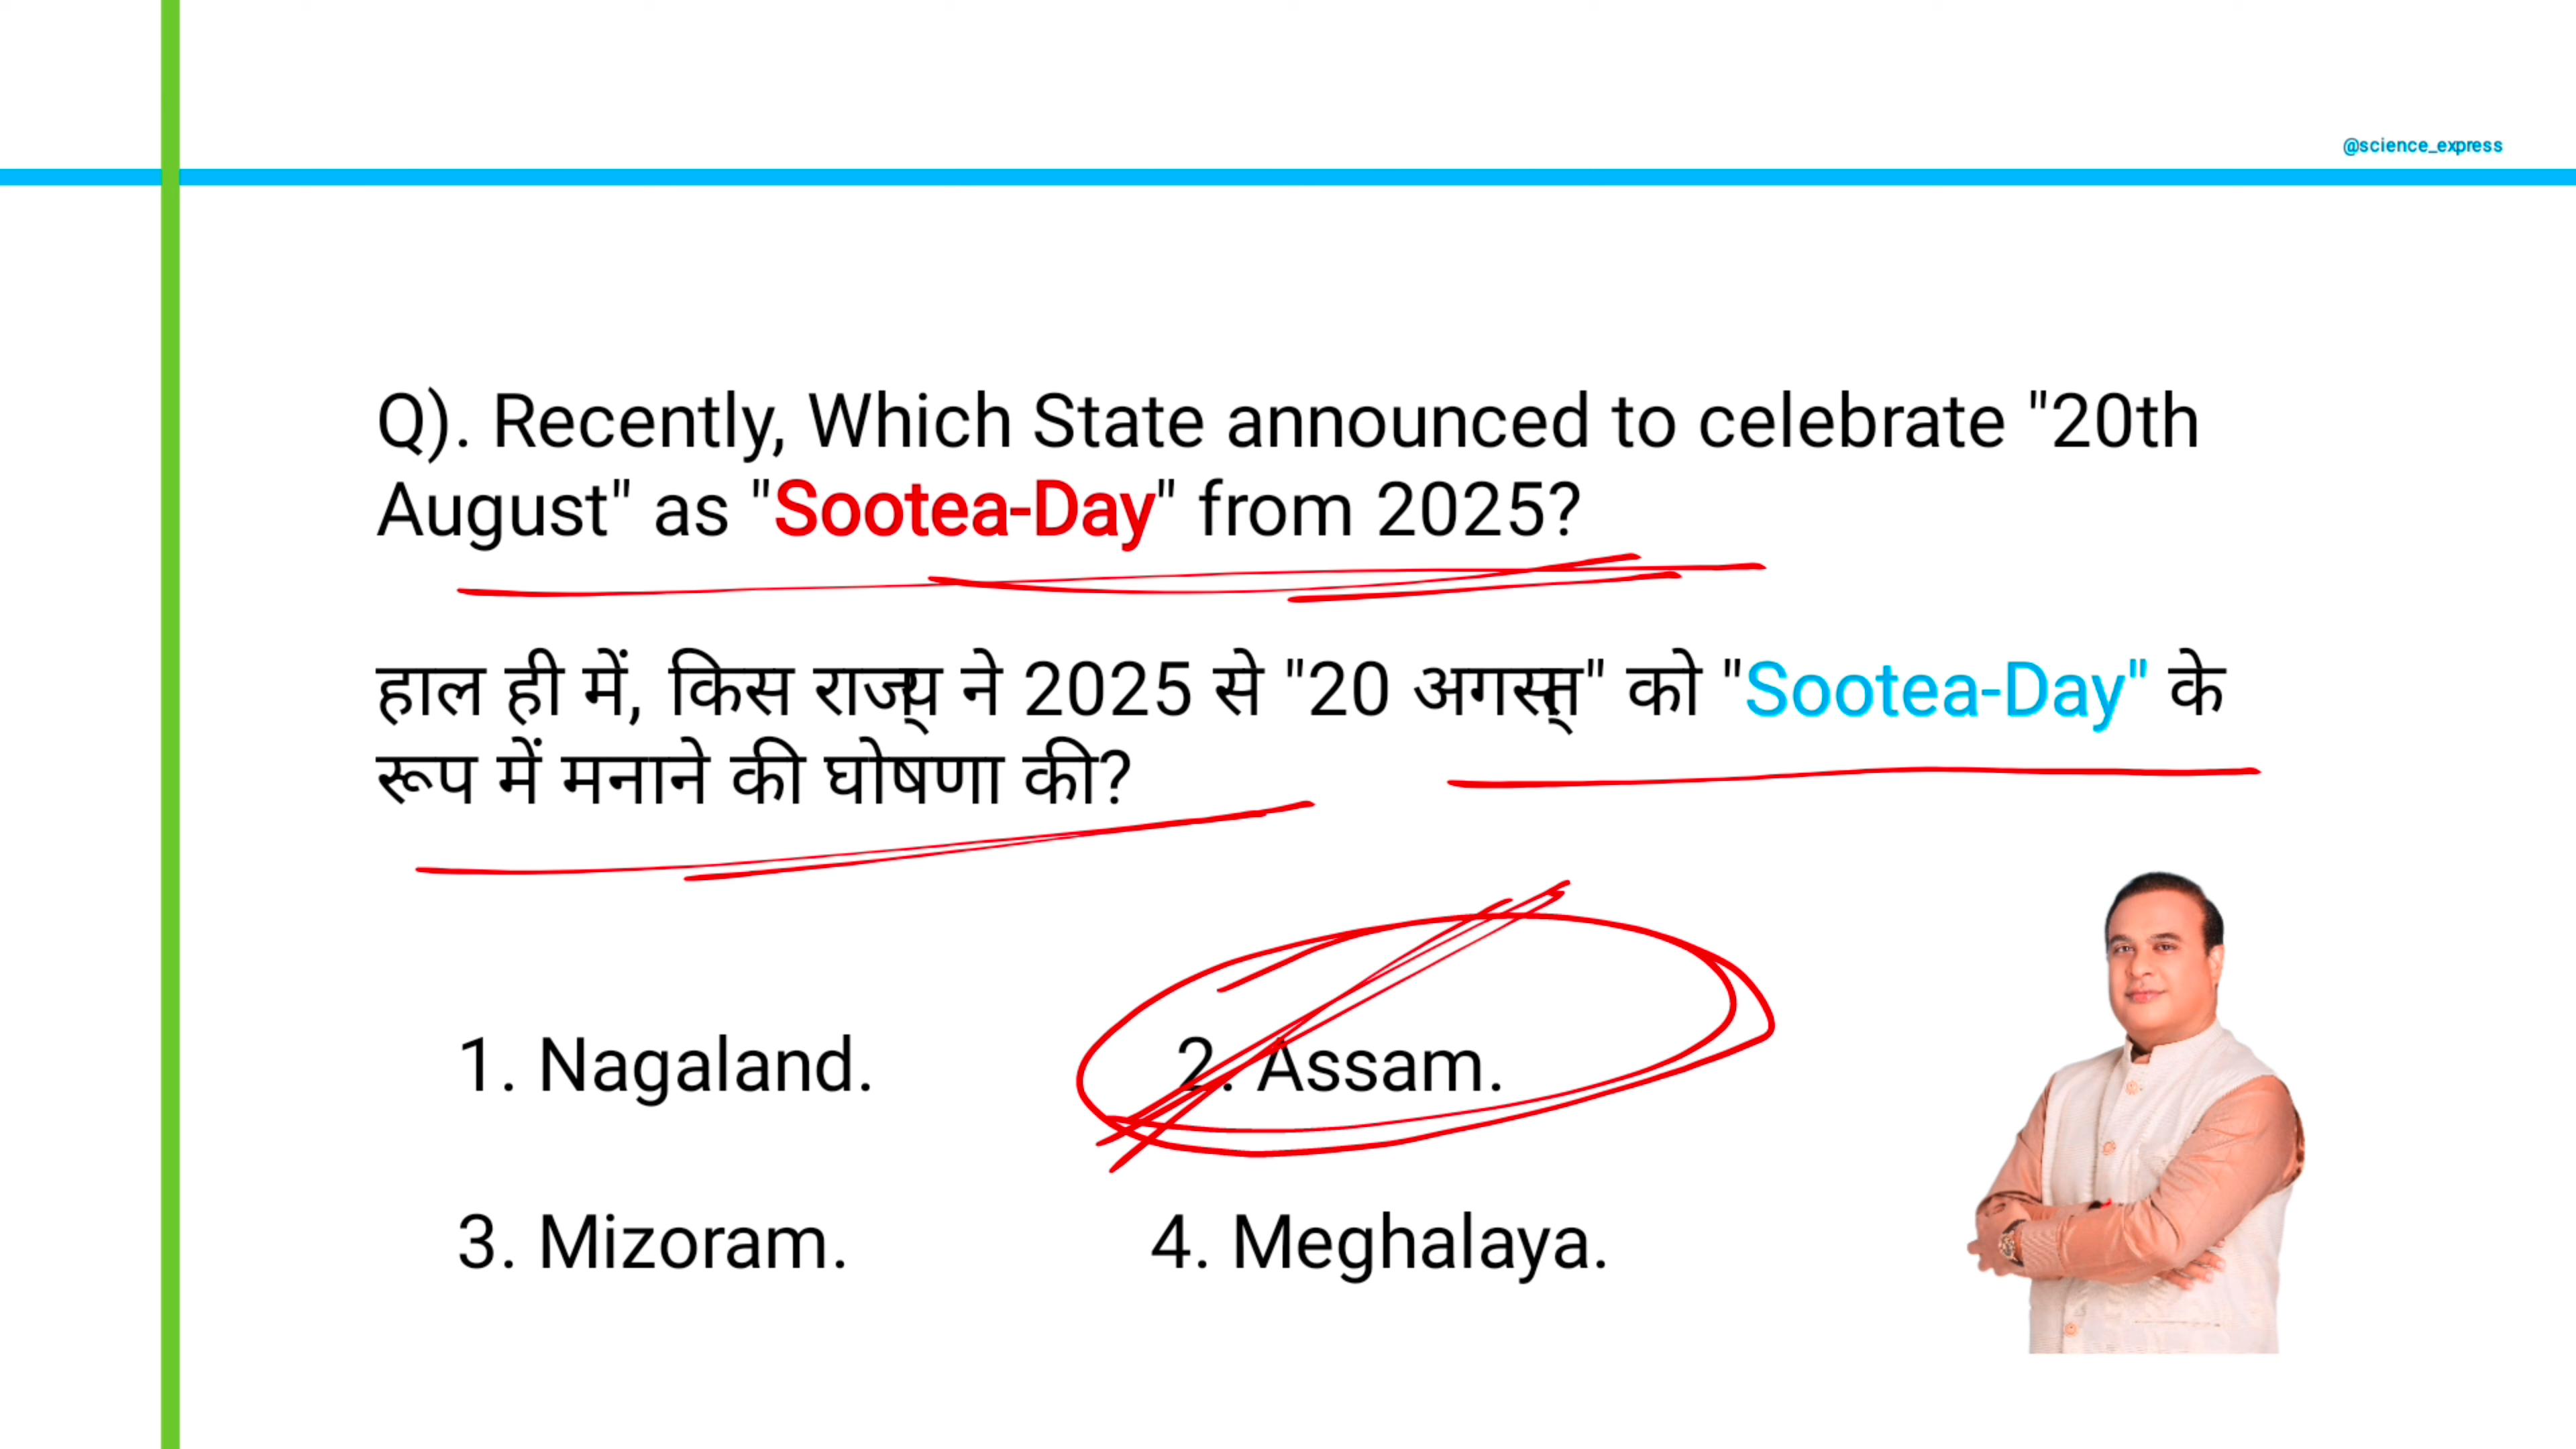 @science_express
Q). Recently, Which State announced to celebrate "20th
August" as "Sootea-Day" from 2025?
हाल ही में, किस राज्य ने 2025 से "20 अगस्त" को "Sootea-Day" के
रूप में मनाने की घोषणा की?
1. Nagaland. 2. Assam.
3. Mizoram. 4. Meghalaya.